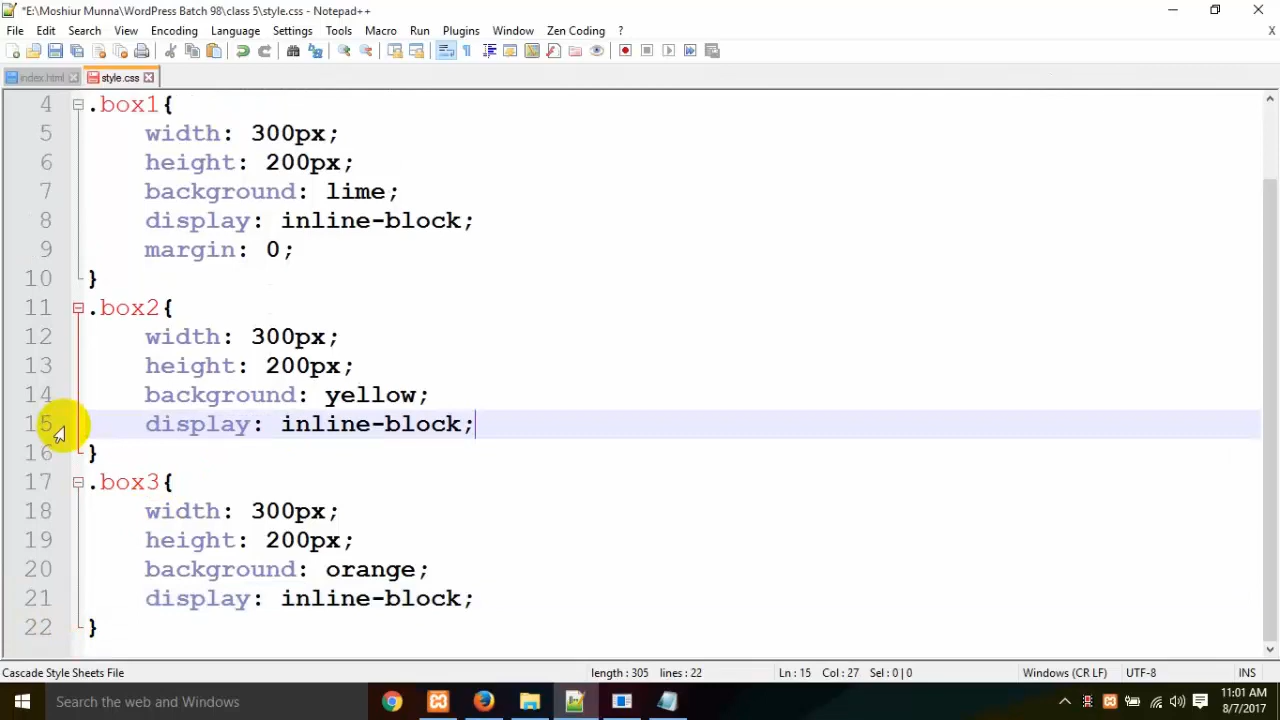 *E:\Moshiur Munna\WordPress Batch 98\class 5\style.css - Notepad++
File Edit Search View Encoding Language Settings Tools Macro Run Plugins Window Zen Coding ? X
index.html style.css
4 .box1{
5 width: 300px;
6 height: 200px;
7 background: lime;
8 display: inline-block;
9 margin: 0;
10 }
11 .box2{
12 width: 300px;
13 height: 200px;
14 background: yellow;
15 display: inline-block;
16 }
17 .box3{
18 width: 300px;
19 height: 200px;
20 background: orange;
21 display: inline-block;
22 }
Cascade Style Sheets File length : 305 lines : 22 Ln : 15 Col : 27 Sel : 0 | 0 Windows (CR LF) UTF-8 INS
Search the web and Windows 11:01 AM
8/7/2017